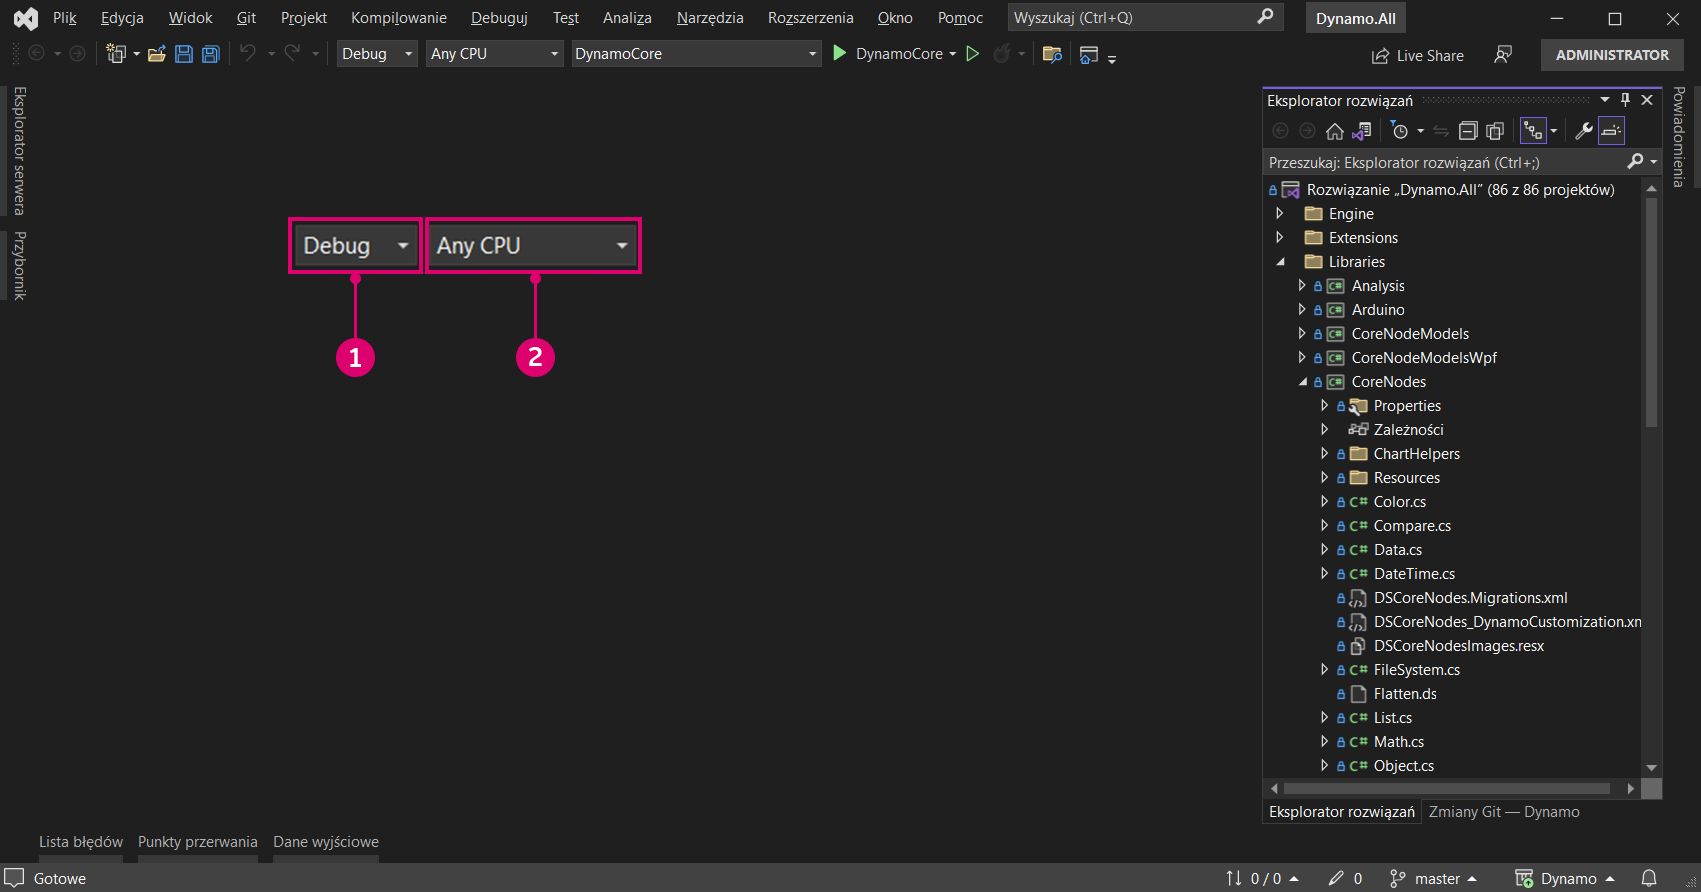 Plik Edycja Widok Git Projekt Kompilowanie Debuguj Test Analiza Narzędzia Rozszerzenia Okno Pomoc Wyszukaj (Ctrl+Q) Dynamo.All
Debug Any CPU DynamoCore DynamoCore Live Share ADMINISTRATOR
Eksplorator serwera
Przybornik
Debug Any CPU
1 2
Eksplorator rozwiązań
Przeszukaj: Eksplorator rozwiązań (Ctrl+;)
Rozwiązanie „Dynamo.All” (86 z 86 projektów)
Engine
Extensions
Libraries
C# Analysis
C# Arduino
C# CoreNodeModels
C# CoreNodeModelsWpf
C# CoreNodes
Properties
Zależności
ChartHelpers
Resources
C# Color.cs
C# Compare.cs
C# Data.cs
C# DateTime.cs
DSCoreNodes.Migrations.xml
DSCoreNodes_DynamoCustomization.xm
DSCoreNodesImages.resx
C# FileSystem.cs
Flatten.ds
C# List.cs
C# Math.cs
C# Object.cs
Eksplorator rozwiązań Zmiany Git — Dynamo
Powiadomienia
Lista błędów Punkty przerwania Dane wyjściowe
Gotowe 0 / 0 0 master Dynamo